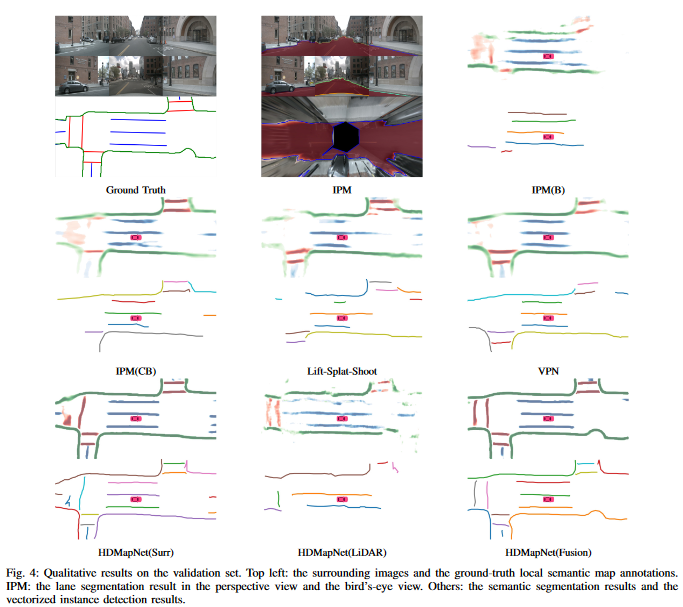 Ground Truth
IPM
IPM(B)
IPM(CB)
Lift-Splat-Shoot
VPN
HDMapNet(Surr)
HDMapNet(LiDAR)
HDMapNet(Fusion)
Fig. 4: Qualitative results on the validation set. Top left: the surrounding images and the ground-truth local semantic map annotations.
IPM: the lane segmentation result in the perspective view and the bird's-eye view. Others: the semantic segmentation results and the
vectorized instance detection results.